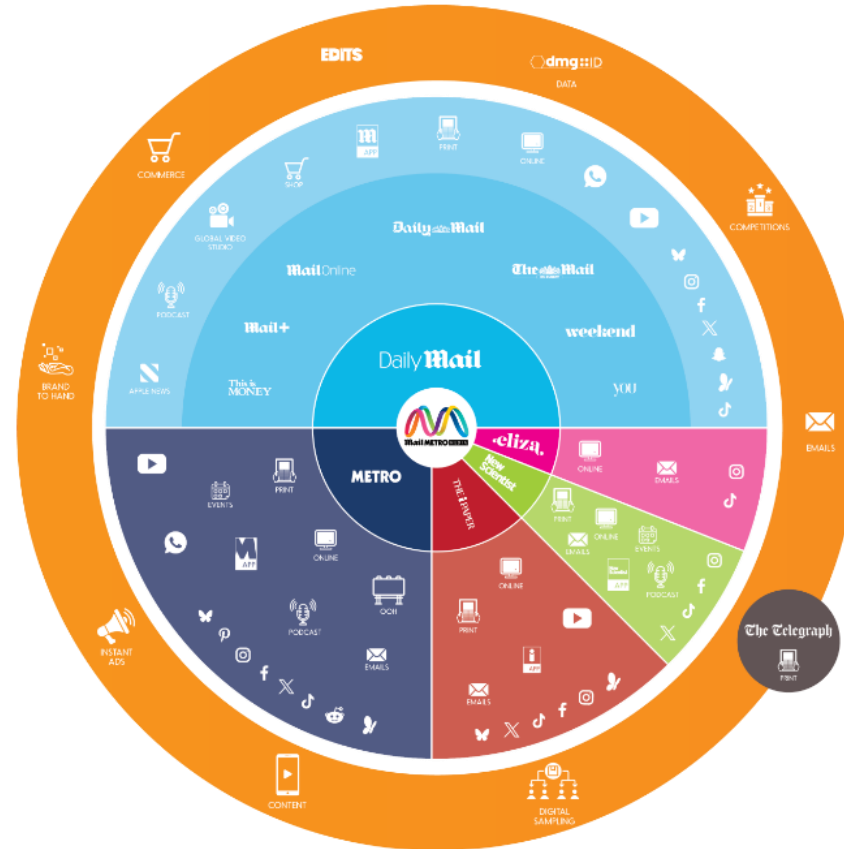 EDITS
dmg::ID
DATA
COMMERCE
COMPETITIONS
BRAND
TO HAND
EMAILS
INSTANT
ADS
CONTENT
DIGITAL
SAMPLING
The Telegraph
PRINT
m
APP
PRINT
ONLINE
SHOP
GLOBAL VIDEO
STUDIO
PODCAST
APPLE NEWS
Daily Mail
MailOnline
The Mail
Mail+
weekend
This is
MONEY
YOU
Daily Mail
Mail METRO
METRO
eliza.
New
Scientist
THE i PAPER
PRINT
EVENTS
ONLINE
APP
OOH
PODCAST
EMAILS
ONLINE
PRINT
i
APP
EMAILS
PRINT
ONLINE
EMAILS
EVENTS
APP
PODCAST
ONLINE
EMAILS